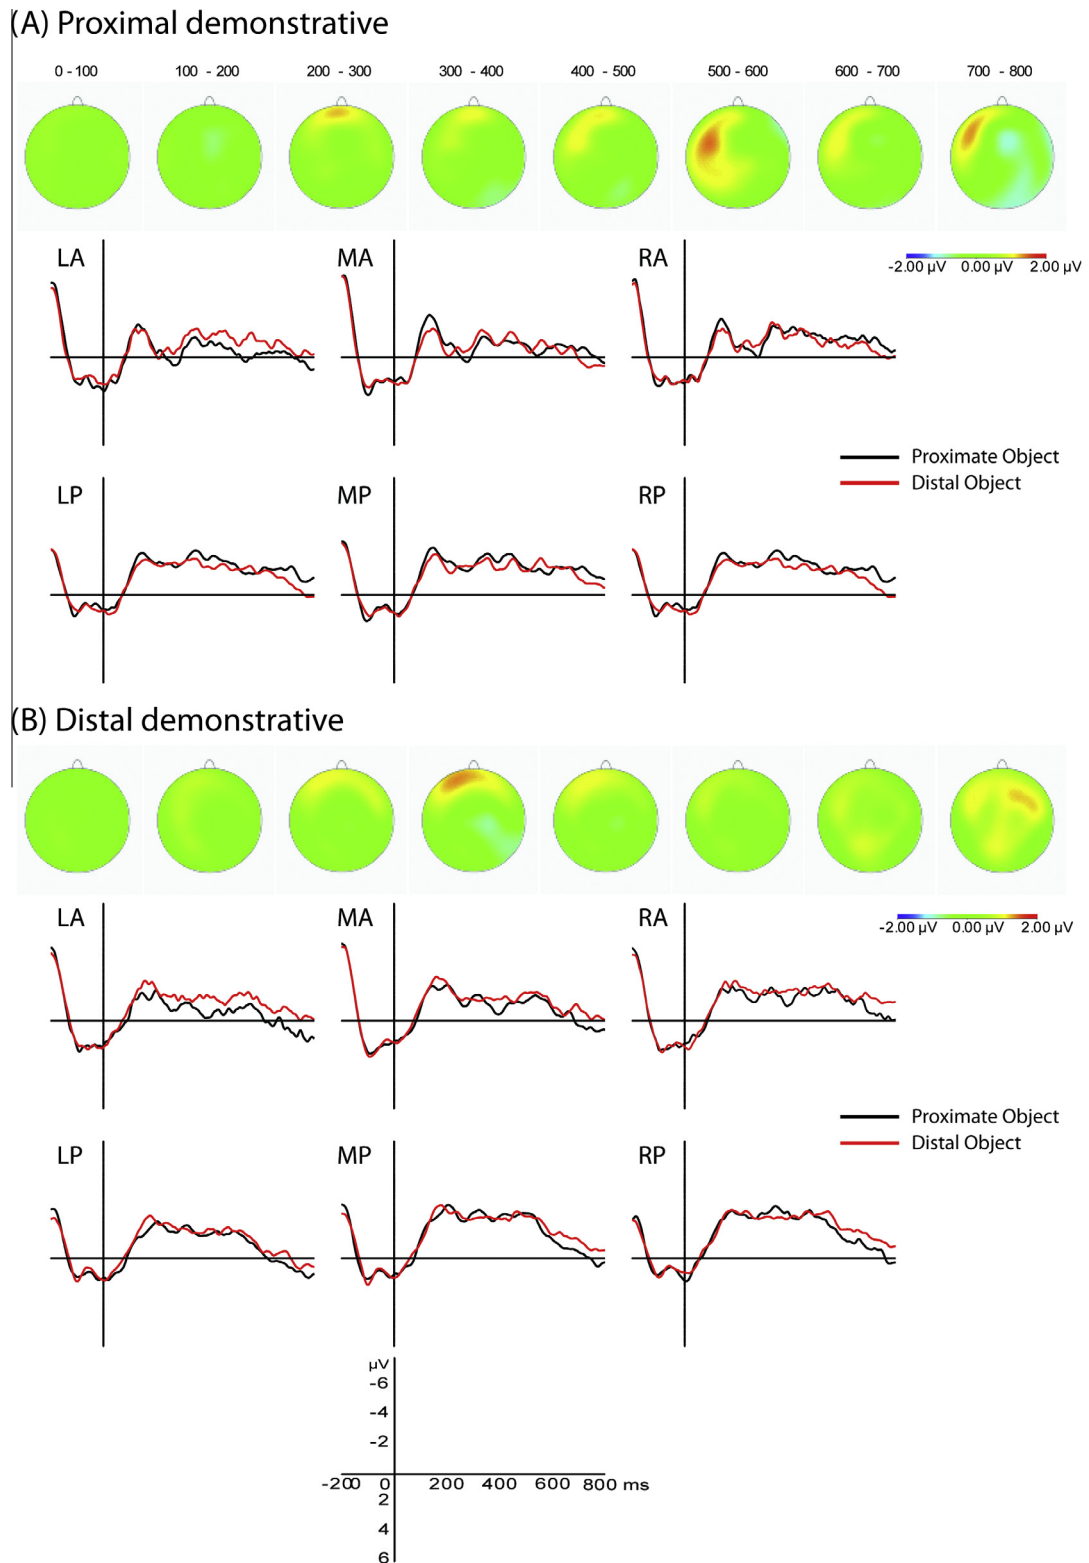 (A) Proximal demonstrative
0 - 100 100 - 200 200 - 300 300 - 400 400 - 500 500 - 600 600 - 700 700 - 800
LA MA RA
-2.00 µV 0.00 µV 2.00 µV
Proximate Object
Distal Object
LP MP RP
(B) Distal demonstrative
LA MA RA
-2.00 µV 0.00 µV 2.00 µV
Proximate Object
Distal Object
LP MP RP
µV
-6
-4
-2
-200 0 200 400 600 800 ms
2
4
6